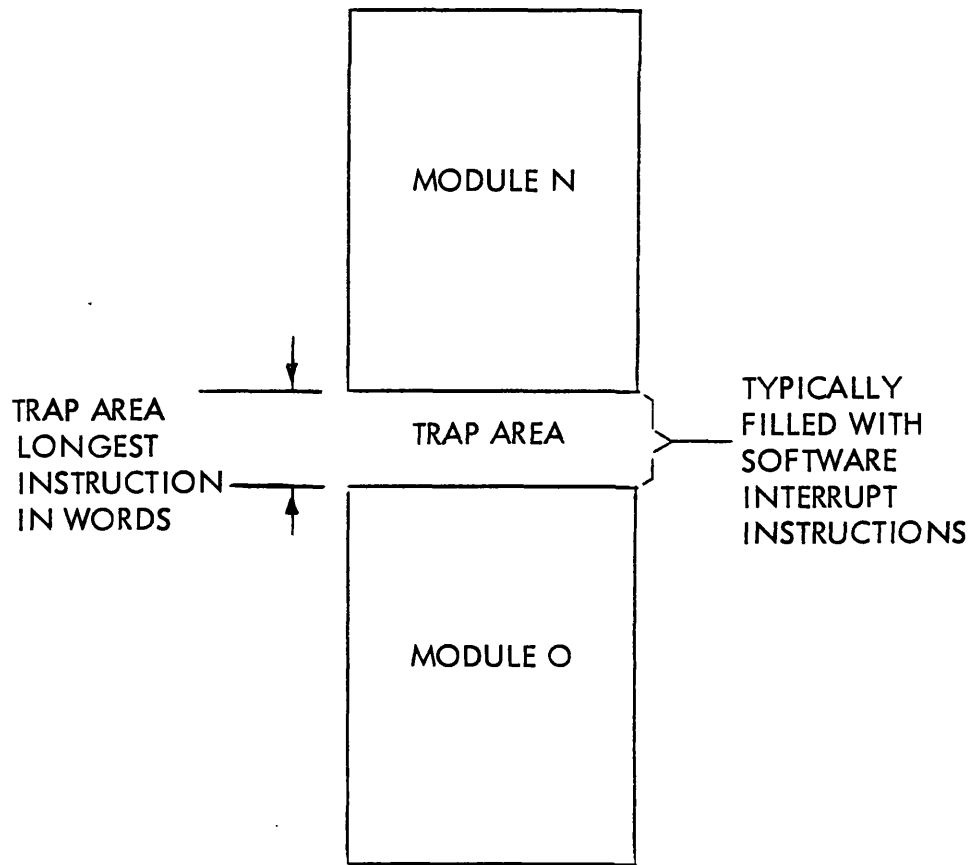 MODULE N
TRAP AREA
LONGEST
INSTRUCTION
IN WORDS
TRAP AREA
TYPICALLY
FILLED WITH
SOFTWARE
INTERRUPT
INSTRUCTIONS
MODULE O